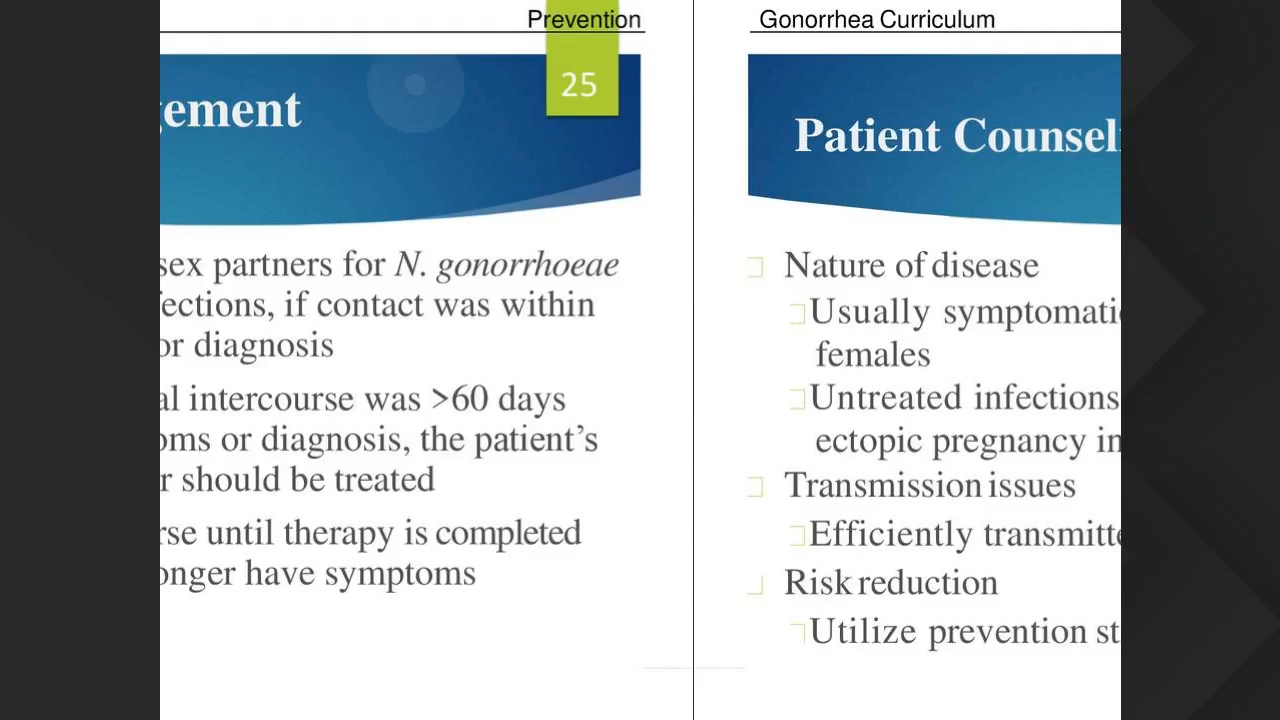 Prevention
25
gement
sex partners for N. gonorrhoeae
fections, if contact was within
or diagnosis
al intercourse was >60 days
oms or diagnosis, the patient's
r should be treated
rse until therapy is completed
onger have symptoms
Gonorrhea Curriculum
Patient Counseli
Nature of disease
Usually symptomati
females
Untreated infections
ectopic pregnancy in
Transmission issues
Efficiently transmitte
Risk reduction
Utilize prevention st